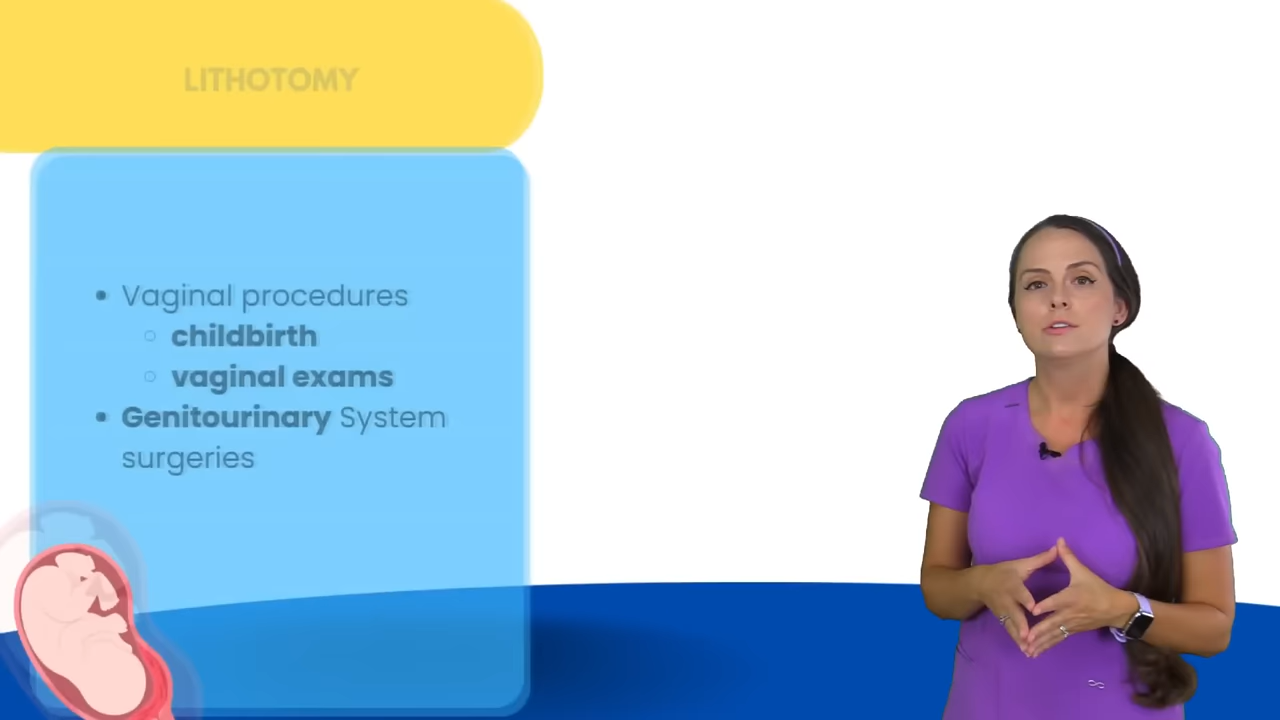 LITHOTOMY
• Vaginal procedures
○ childbirth
○ vaginal exams
• Genitourinary System
surgeries